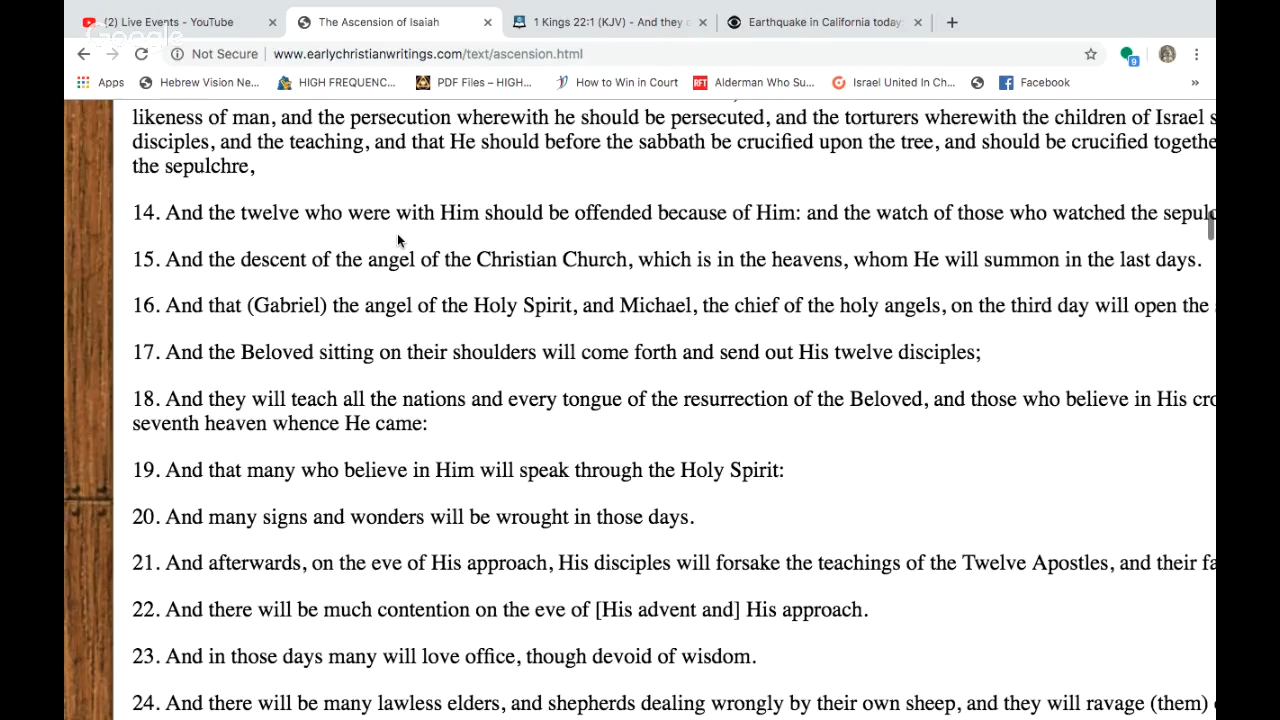 (2) Live Events - YouTube
The Ascension of Isaiah
1 Kings 22:1 (KJV) - And they
Earthquake in California today
Google
Not Secure
www.earlychristianwritings.com/text/ascension.html
9
Apps
Hebrew Vision Ne...
HIGH FREQUENC...
PDF Files – HIGH...
How to Win in Court
RFT
Alderman Who Su...
Israel United In Ch...
Facebook
»
likeness of man, and the persecution wherewith he should be persecuted, and the torturers wherewith the children of Israel s
disciples, and the teaching, and that He should before the sabbath be crucified upon the tree, and should be crucified togethe
the sepulchre,
14. And the twelve who were with Him should be offended because of Him: and the watch of those who watched the sepulc
15. And the descent of the angel of the Christian Church, which is in the heavens, whom He will summon in the last days.
16. And that (Gabriel) the angel of the Holy Spirit, and Michael, the chief of the holy angels, on the third day will open the
17. And the Beloved sitting on their shoulders will come forth and send out His twelve disciples;
18. And they will teach all the nations and every tongue of the resurrection of the Beloved, and those who believe in His cro
seventh heaven whence He came:
19. And that many who believe in Him will speak through the Holy Spirit:
20. And many signs and wonders will be wrought in those days.
21. And afterwards, on the eve of His approach, His disciples will forsake the teachings of the Twelve Apostles, and their fa
22. And there will be much contention on the eve of [His advent and] His approach.
23. And in those days many will love office, though devoid of wisdom.
24. And there will be many lawless elders, and shepherds dealing wrongly by their own sheep, and they will ravage (them)